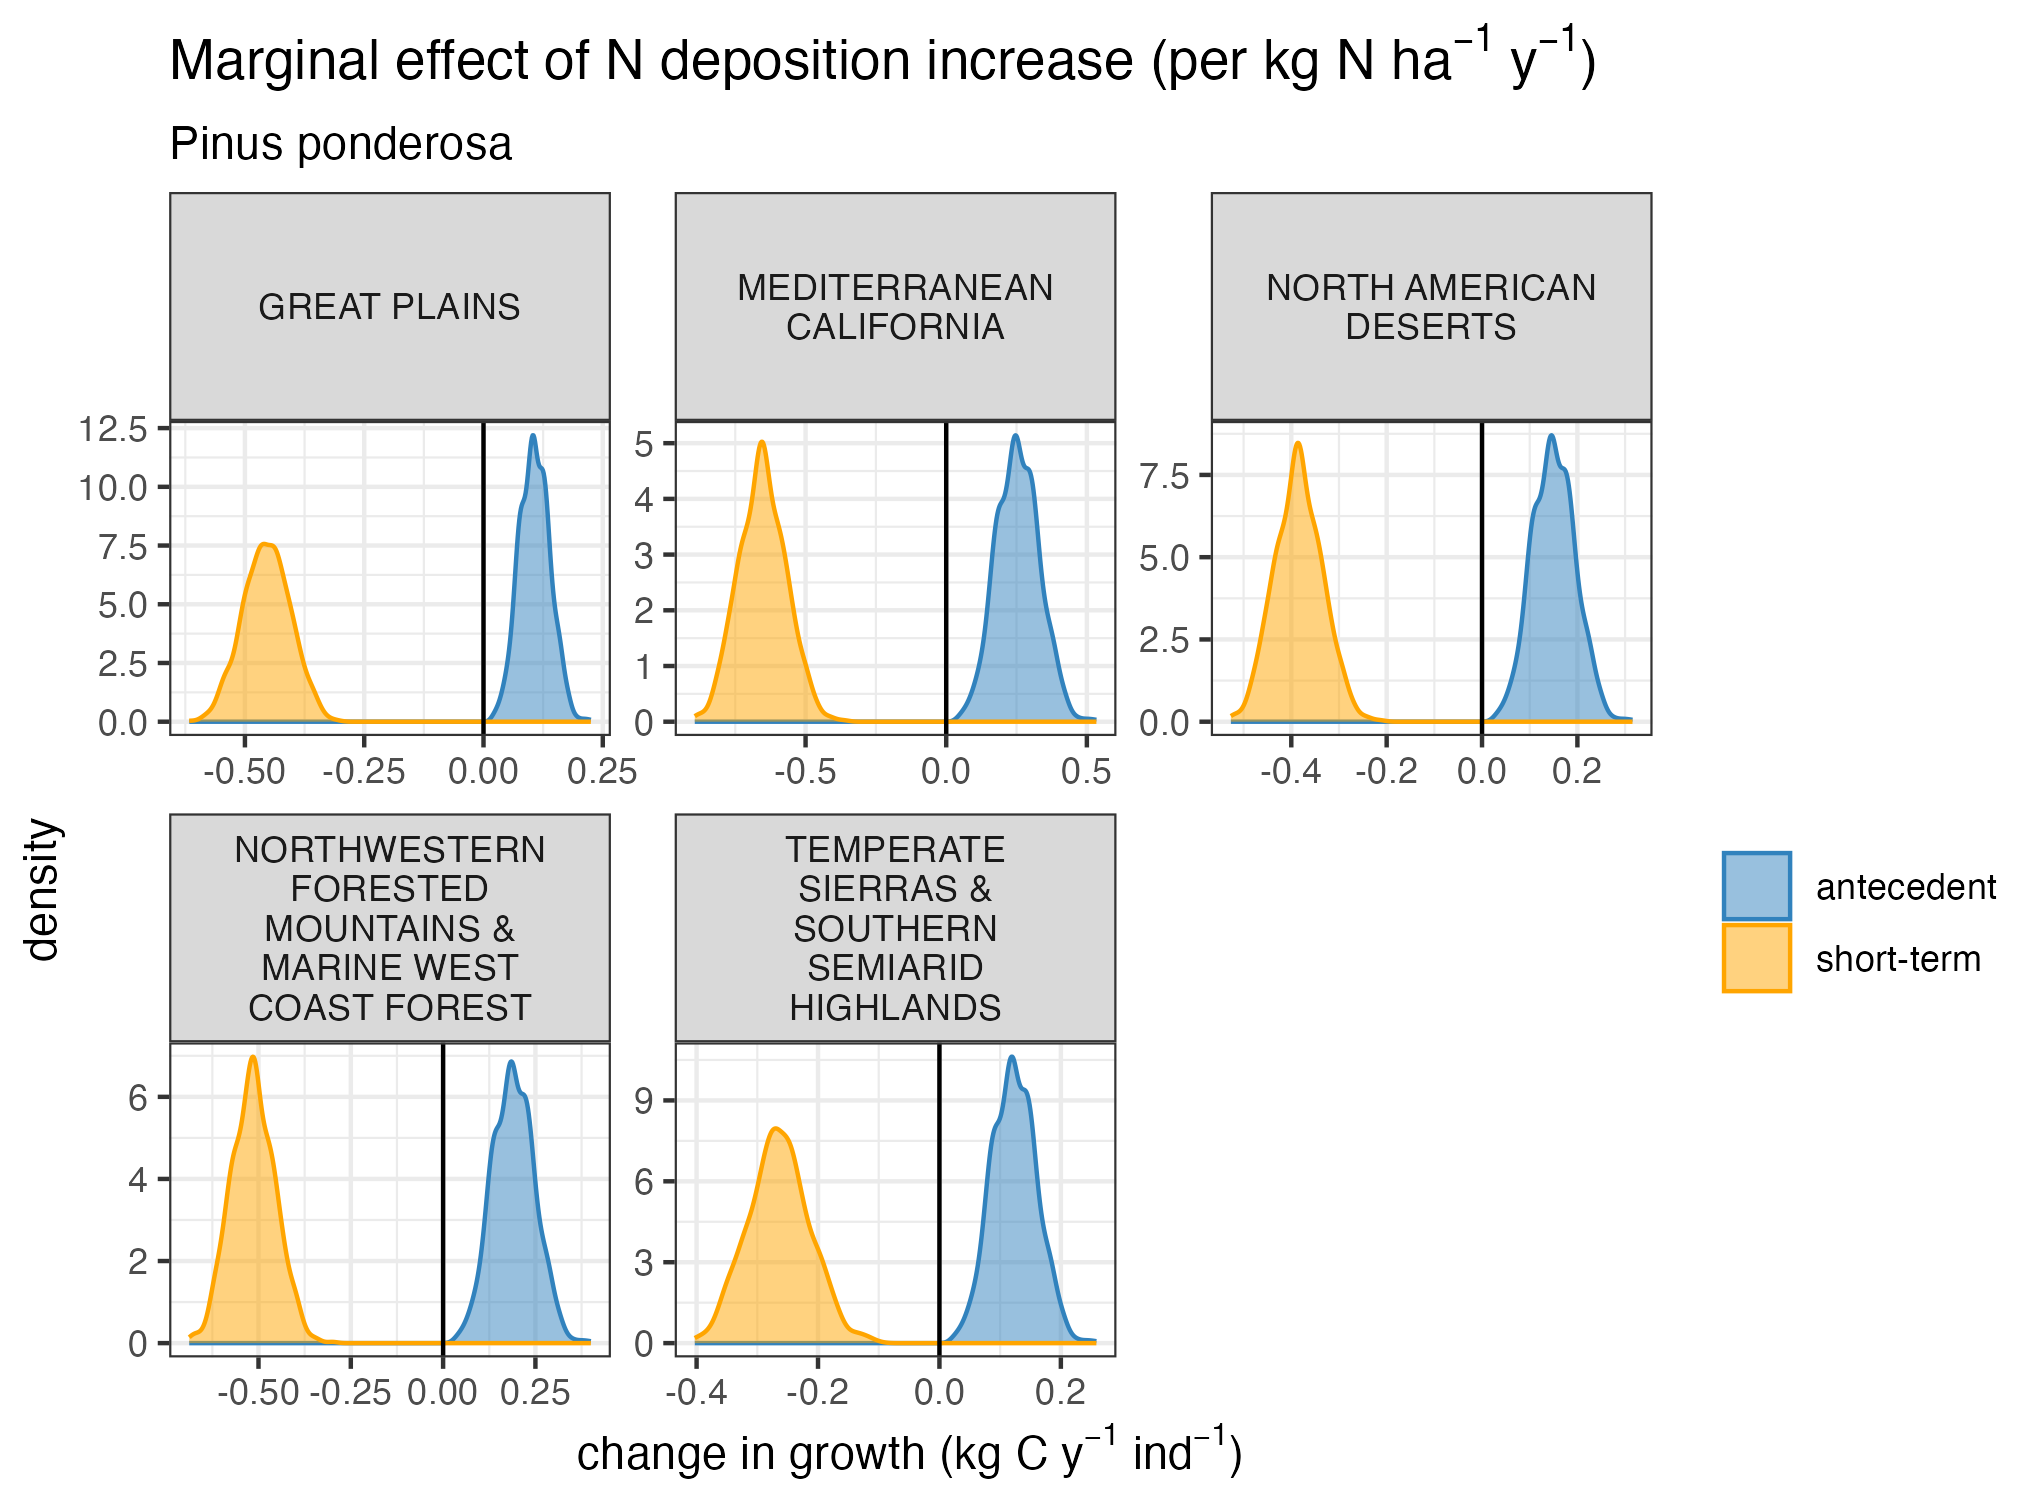 Marginal effect of N deposition increase (per kg N ha⁻¹ y⁻¹)
Pinus ponderosa
GREAT PLAINS
12.5
10.0
7.5
5.0
2.5
0.0
-0.50 -0.25 0.00 0.25
MEDITERRANEAN
CALIFORNIA
5
4
3
2
1
0
-0.5 0.0 0.5
NORTH AMERICAN
DESERTS
7.5
5.0
2.5
0.0
-0.4 -0.2 0.0 0.2
NORTHWESTERN
FORESTED
MOUNTAINS &
MARINE WEST
COAST FOREST
6
4
2
0
-0.50 -0.25 0.00 0.25
TEMPERATE
SIERRAS &
SOUTHERN
SEMIARID
HIGHLANDS
9
6
3
0
-0.4 -0.2 0.0 0.2
density
change in growth (kg C y⁻¹ ind⁻¹)
antecedent
short-term